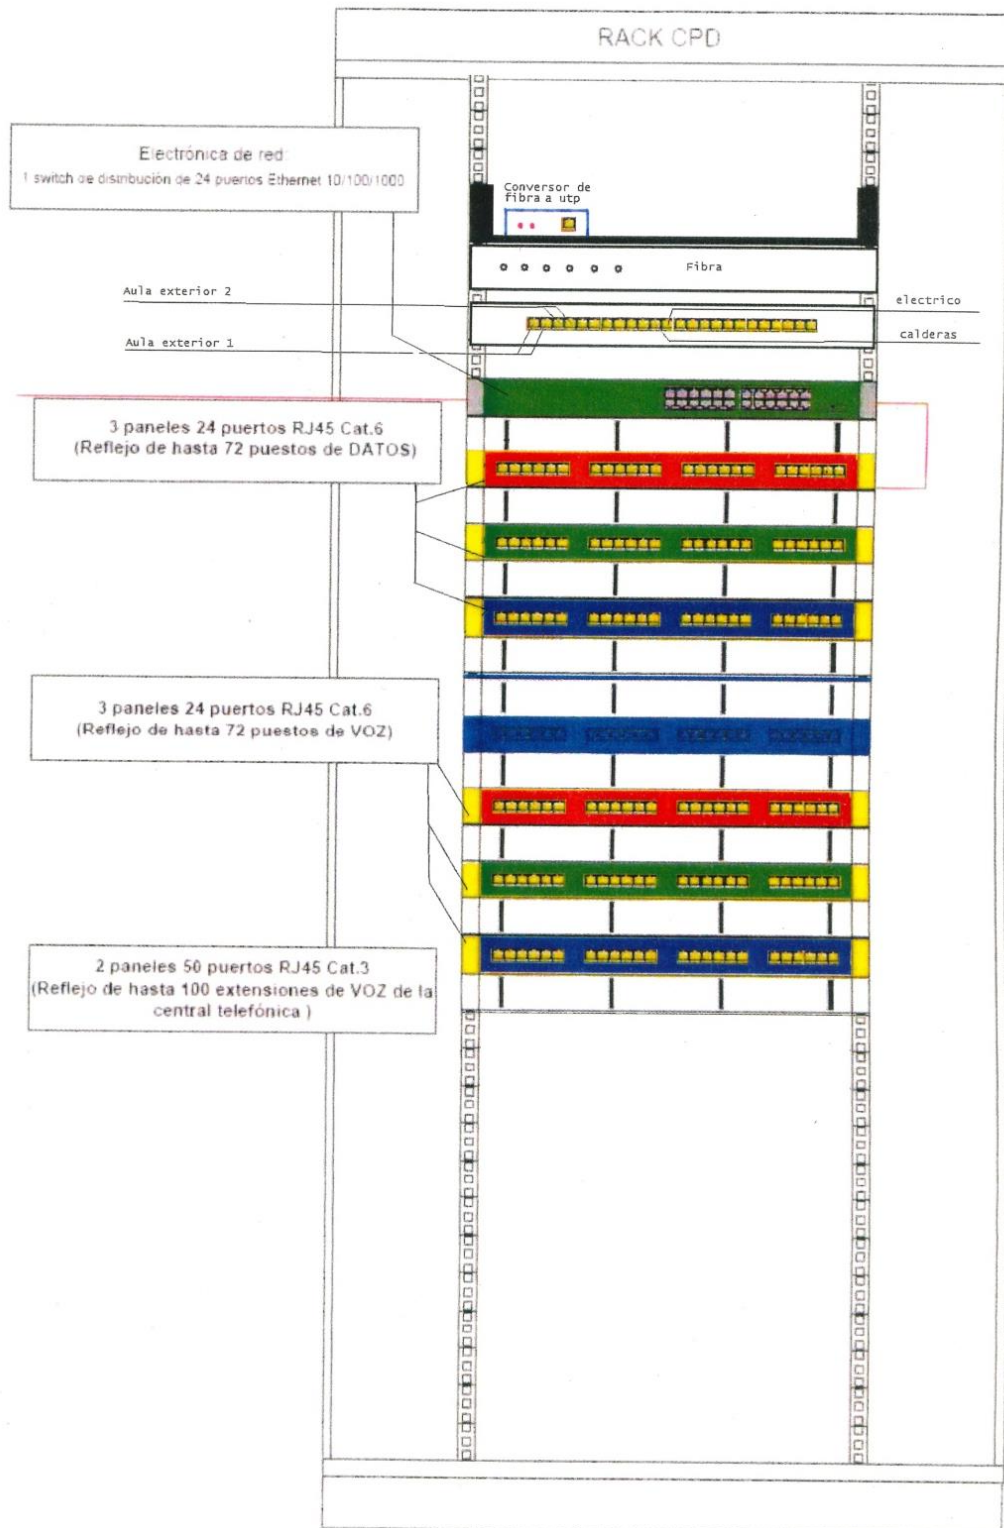 RACK CPD
Electrónica de red:
1 switch de distribución de 24 puertos Ethernet 10/100/1000
Conversor de
fibra a utp
Fibra
Aula exterior 2
electrico
Aula exterior 1
calderas
3 paneles 24 puertos RJ45 Cat.6
(Reflejo de hasta 72 puestos de DATOS)
3 paneles 24 puertos RJ45 Cat.6
(Reflejo de hasta 72 puestos de VOZ)
2 paneles 50 puertos RJ45 Cat.3
(Reflejo de hasta 100 extensiones de VOZ de la
central telefónica )